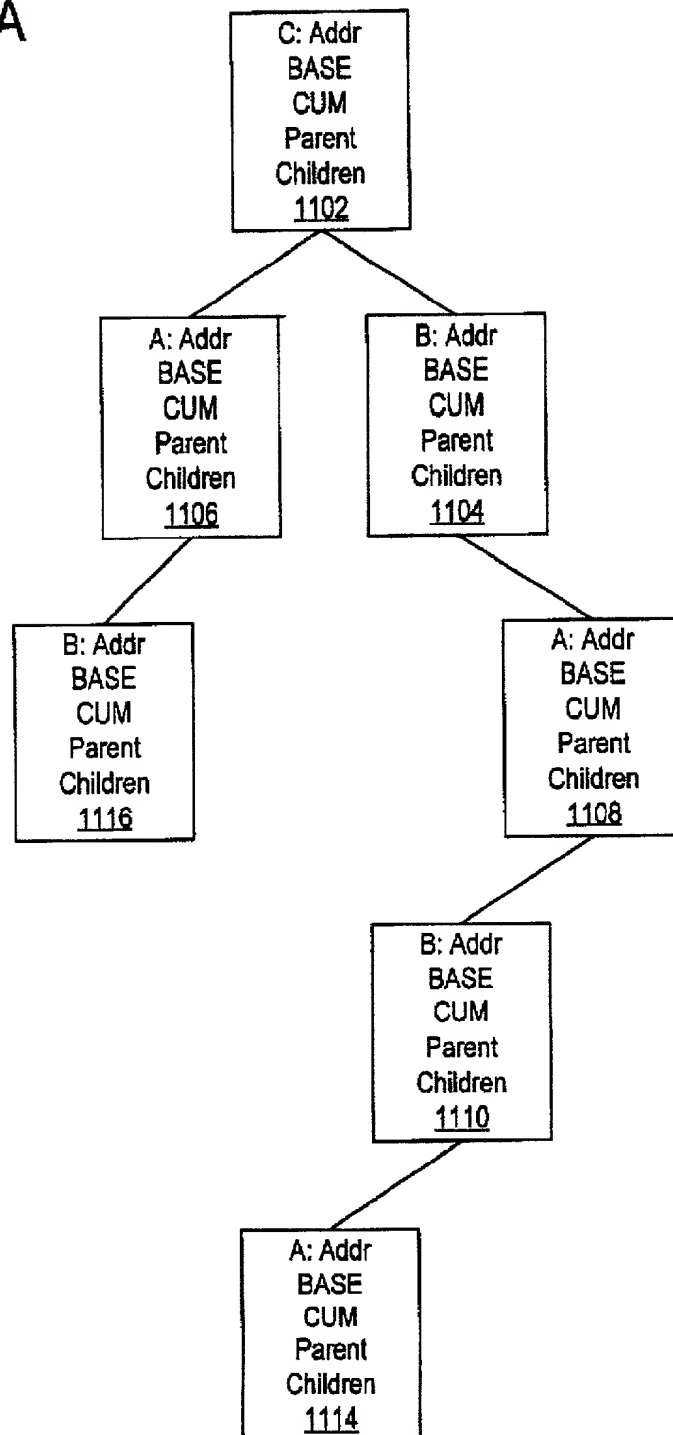 A
C: Addr
BASE
CUM
Parent
Children
1102
A: Addr
BASE
CUM
Parent
Children
1106
B: Addr
BASE
CUM
Parent
Children
1104
B: Addr
BASE
CUM
Parent
Children
1116
A: Addr
BASE
CUM
Parent
Children
1108
B: Addr
BASE
CUM
Parent
Children
1110
A: Addr
BASE
CUM
Parent
Children
1114